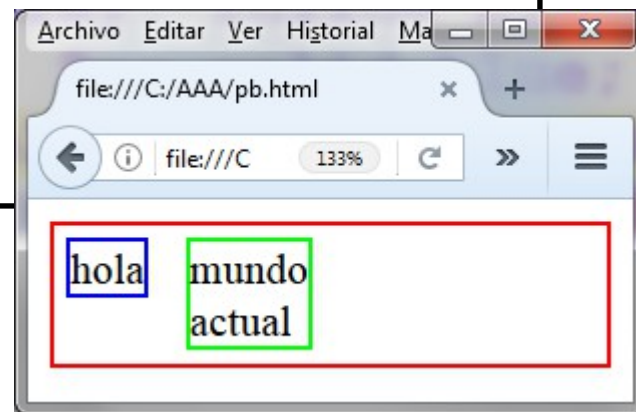 Archivo Editar Ver Historial Ma
file:///C:/AAA/pb.html
file:///C 133%
hola mundo
actual